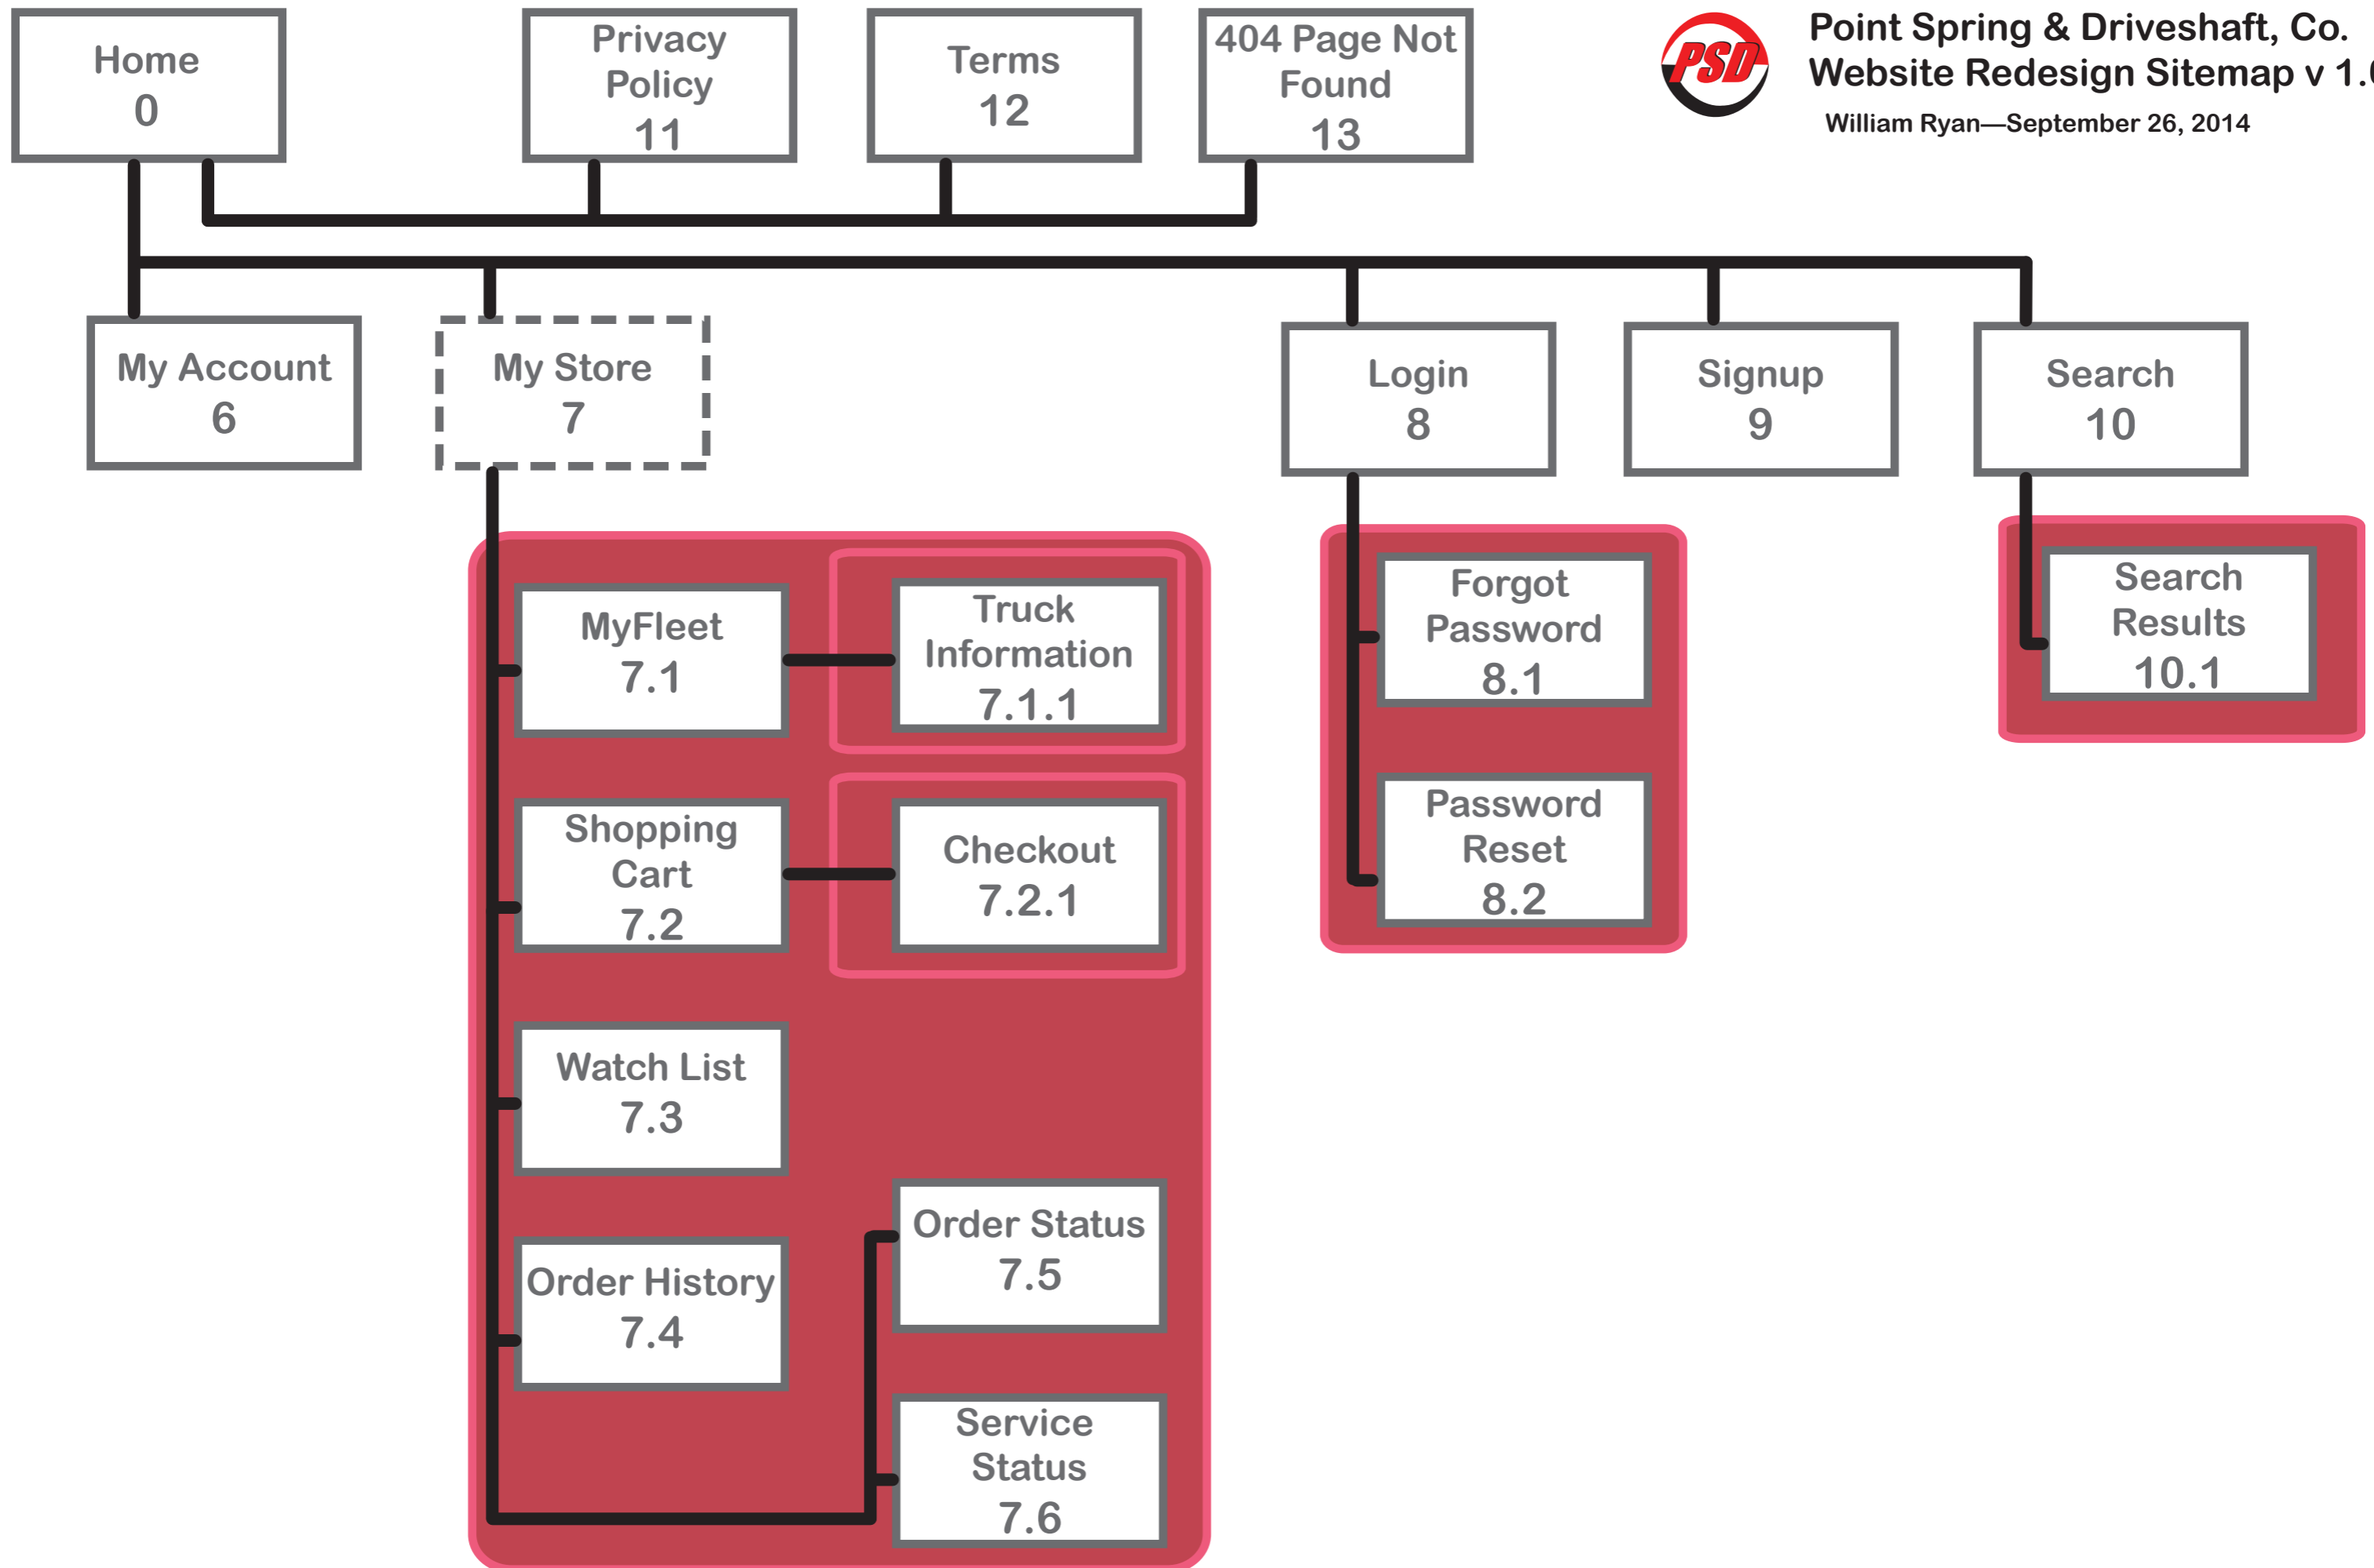 Home
0
Privacy
Policy
11
Terms
12
404 Page Not
Found
13
PSD
Point Spring & Driveshaft, Co.
Website Redesign Sitemap v 1.0
William Ryan—September 26, 2014
My Account
6
My Store
7
Login
8
Signup
9
Search
10
MyFleet
7.1
Truck
Information
7.1.1
Shopping
Cart
7.2
Checkout
7.2.1
Watch List
7.3
Order History
7.4
Order Status
7.5
Service
Status
7.6
Forgot
Password
8.1
Password
Reset
8.2
Search
Results
10.1